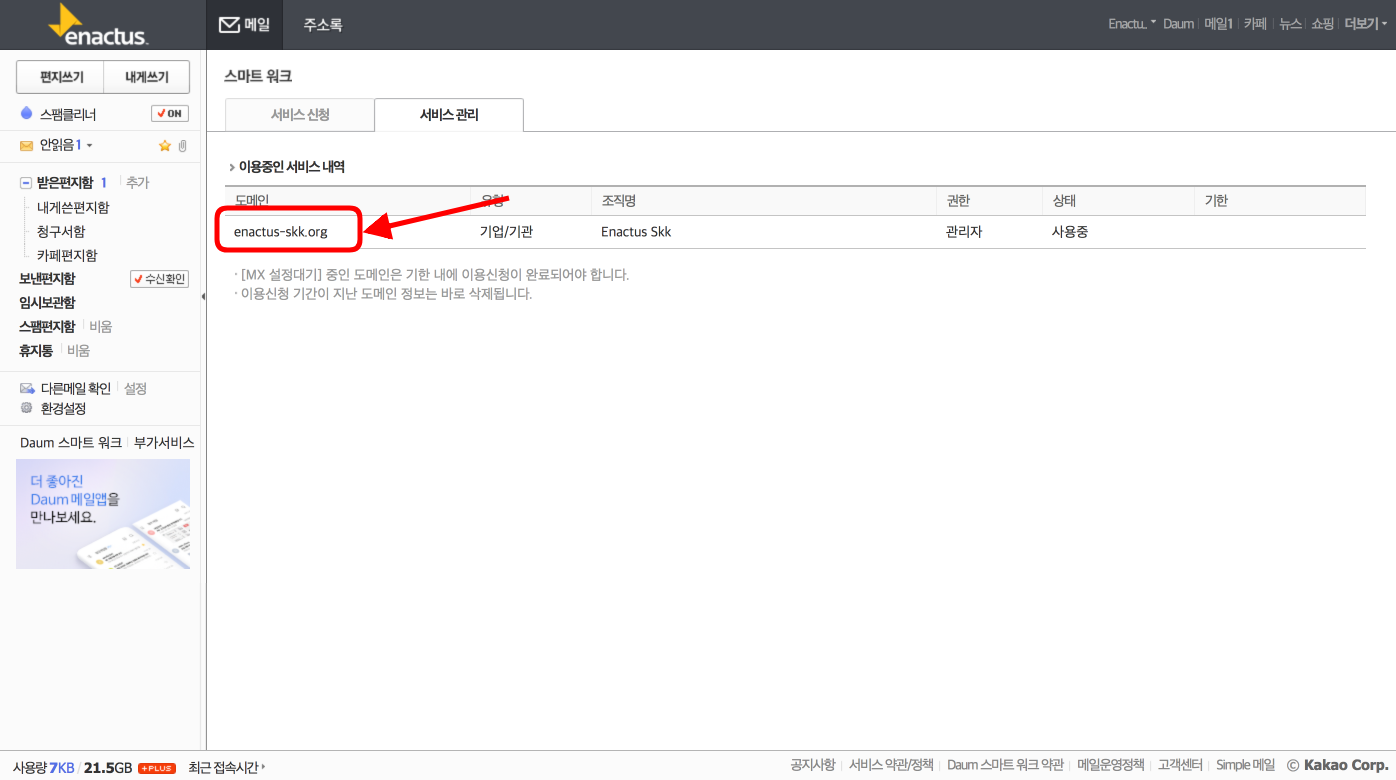 enactus.
메일
주소록
Enactu..
Daum
메일1
카페
뉴스
쇼핑
더보기
편지쓰기
내게쓰기
스팸클리너
ON
안읽음 1
받은편지함 1
추가
내게쓴편지함
청구서함
카페편지함
보낸편지함
수신확인
임시보관함
스팸편지함
비움
휴지통
비움
다른메일 확인
설정
환경설정
Daum 스마트 워크
부가서비스
더 좋아진
Daum 메일앱을
만나보세요.
스마트 워크
서비스 신청
서비스 관리
이용중인 서비스 내역
도메인 유형 조직명 권한 상태 기한
enactus-skk.org 기업/기관 Enactus Skk 관리자 사용중
· [MX 설정대기] 중인 도메인은 기한 내에 이용신청이 완료되어야 합니다.
· 이용신청 기간이 지난 도메인 정보는 바로 삭제됩니다.
사용량 7KB / 21.5GB +PLUS 최근 접속시간
공지사항 서비스 약관/정책 Daum 스마트 워크 약관 메일운영정책 고객센터 Simple 메일 © Kakao Corp.